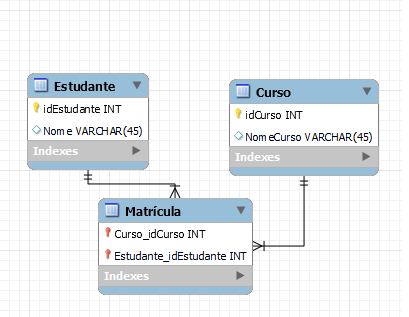 Estudante
idEstudante INT
Nome VARCHAR(45)
Indexes
Curso
idCurso INT
NomeCurso VARCHAR(45)
Indexes
Matrícula
Curso_idCurso INT
Estudante_idEstudante INT
Indexes